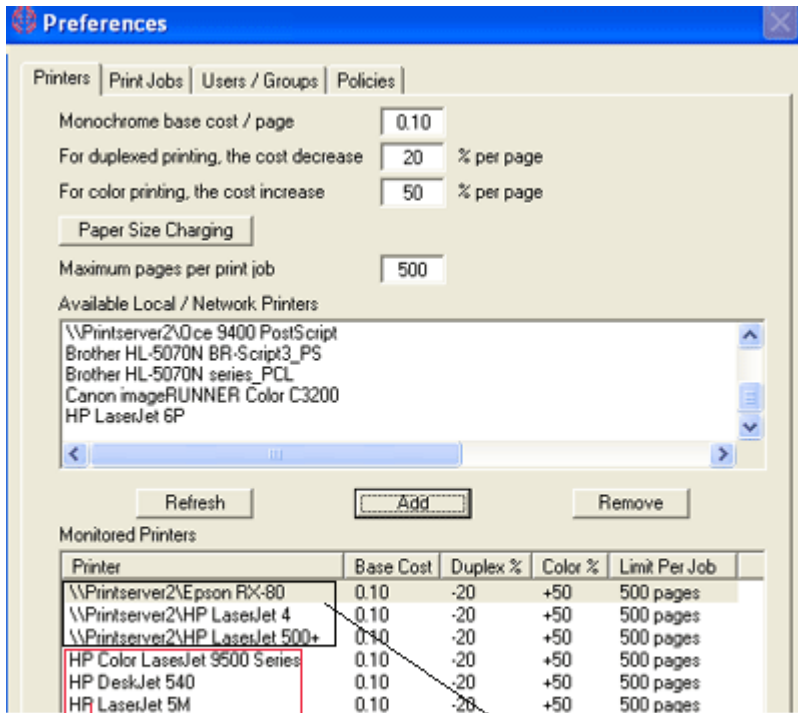 Preferences
Printers Print Jobs Users / Groups Policies
Monochrome base cost / page 0.10
For duplexed printing, the cost decrease 20 % per page
For color printing, the cost increase 50 % per page
Paper Size Charging
Maximum pages per print job 500
Available Local / Network Printers
\\Printserver2\Oce 9400 PostScript
Brother HL-5070N BR-Script3_PS
Brother HL-5070N series_PCL
Canon imageRUNNER Color C3200
HP LaserJet 6P
Refresh Add Remove
Monitored Printers
Printer Base Cost Duplex % Color % Limit Per Job
\\Printserver2\Epson RX-80 0.10 -20 +50 500 pages
\\Printserver2\HP LaserJet 4 0.10 -20 +50 500 pages
\\Printserver2\HP LaserJet 500+ 0.10 -20 +50 500 pages
HP Color LaserJet 9500 Series 0.10 -20 +50 500 pages
HP DeskJet 540 0.10 -20 +50 500 pages
HP LaserJet 5M 0.10 -20 +50 500 pages